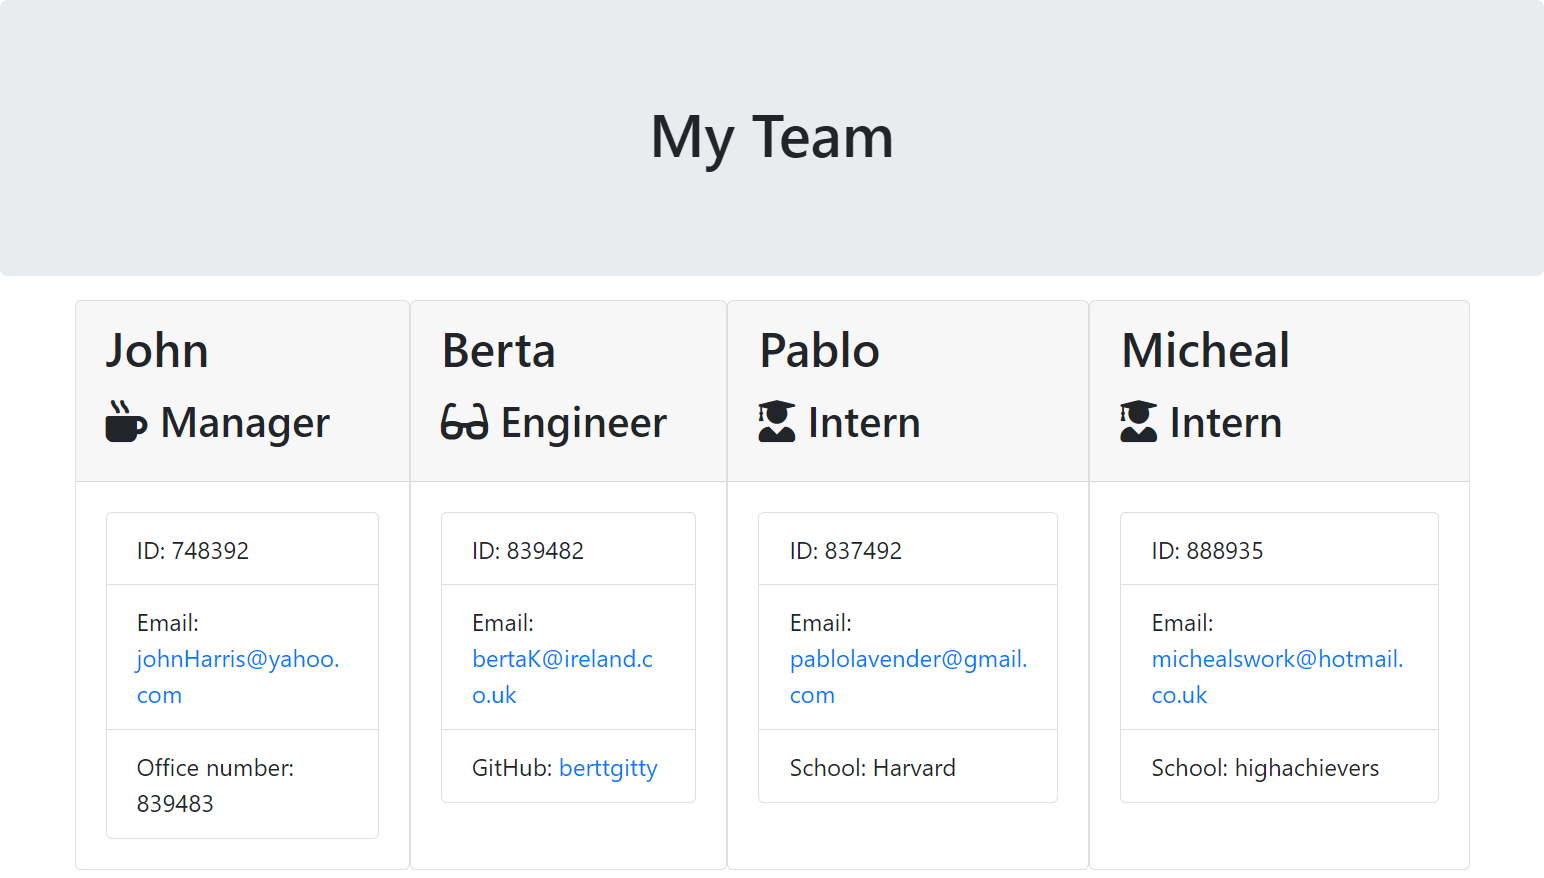 My Team
John
Manager
ID: 748392
Email:
johnHarris@yahoo.
com
Office number:
839483
Berta
Engineer
ID: 839482
Email:
bertaK@ireland.c
o.uk
GitHub: berttgitty
Pablo
Intern
ID: 837492
Email:
pablolavender@gmail.
com
School: Harvard
Micheal
Intern
ID: 888935
Email:
michealswork@hotmail.
co.uk
School: highachievers